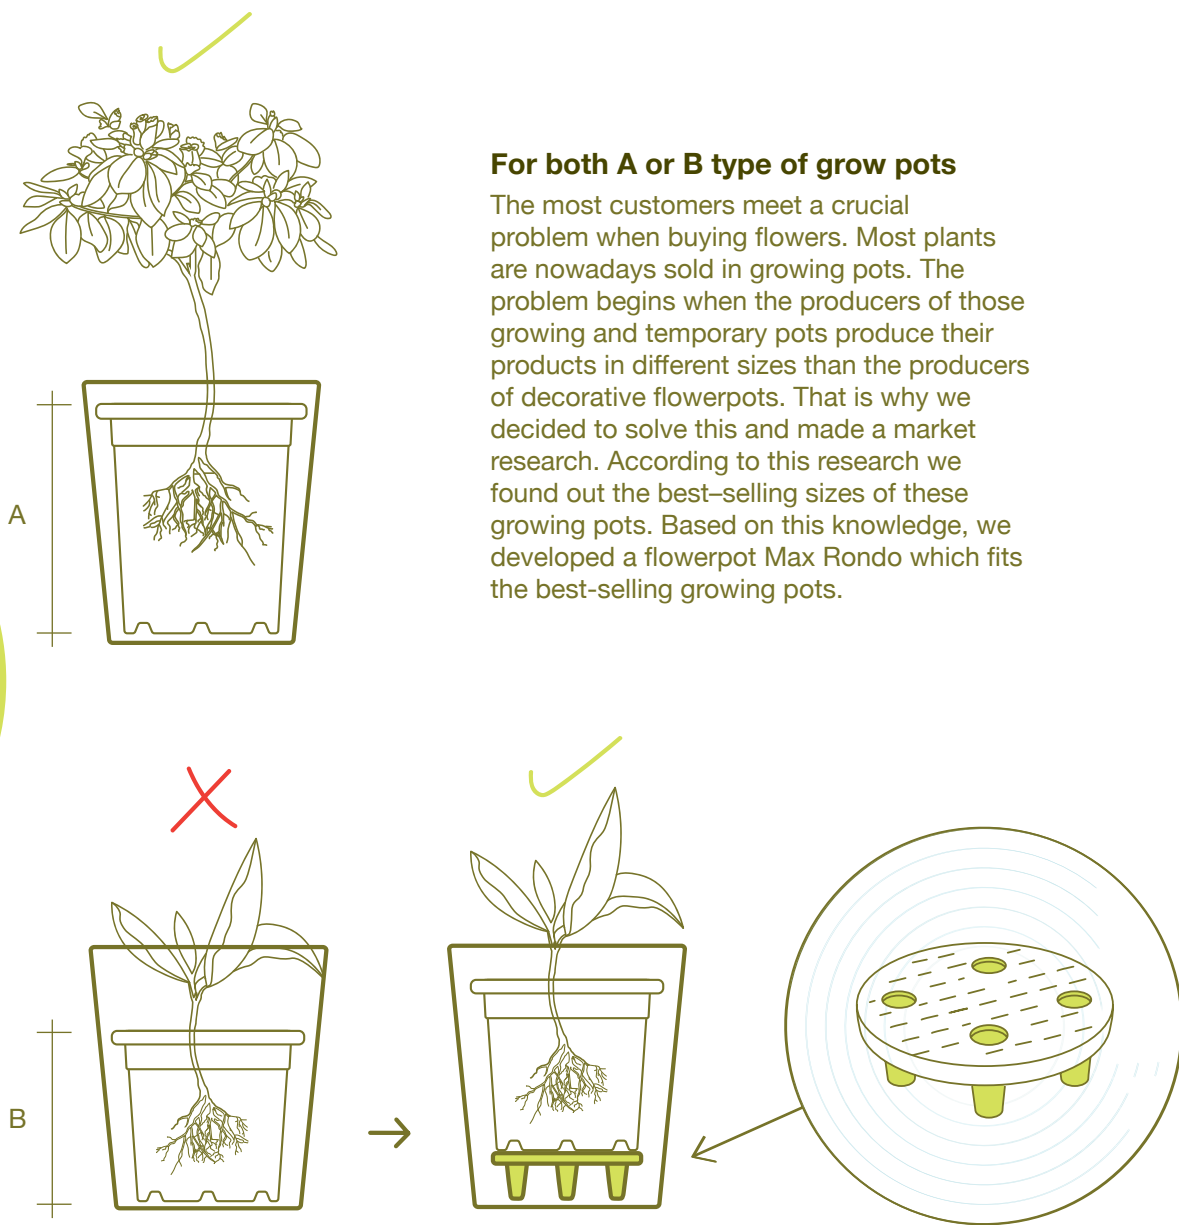 For both A or B type of grow pots
The most customers meet a crucial
problem when buying flowers. Most plants
are nowadays sold in growing pots. The
problem begins when the producers of those
growing and temporary pots produce their
products in different sizes than the producers
of decorative flowerpots. That is why we
decided to solve this and made a market
research. According to this research we
found out the best–selling sizes of these
growing pots. Based on this knowledge, we
developed a flowerpot Max Rondo which fits
the best-selling growing pots.
A
B